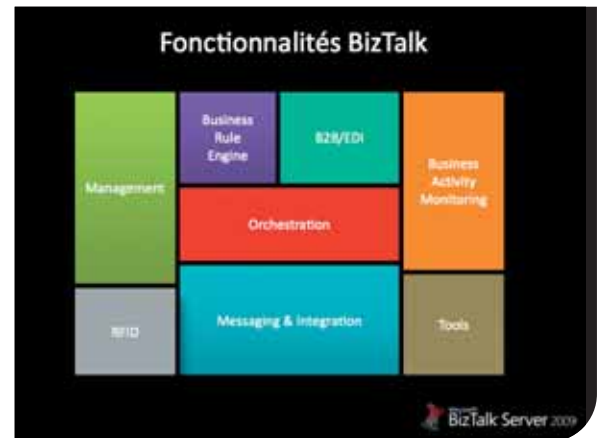 Fonctionnalités BizTalk
Business
Rule
Engine
B2B/EDI
Business
Activity
Monitoring
Management
Orchestration
Messaging & Integration
RFID
Tools
BizTalk Server 2009